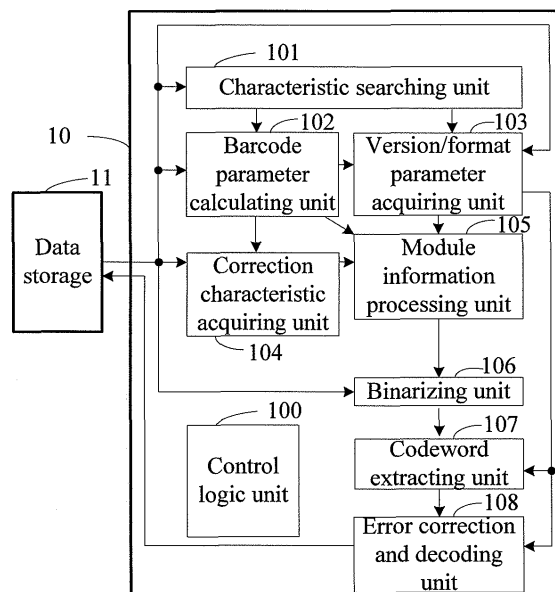 101
Characteristic searching unit
10
102
103
Barcode
parameter
calculating unit
Version/format
parameter
acquiring unit
11
Data
storage
105
Correction
characteristic
acquiring unit
Module
information
processing unit
104
106
Binarizing unit
100
Control
logic unit
107
Codeword
extracting unit
108
Error correction
and decoding
unit